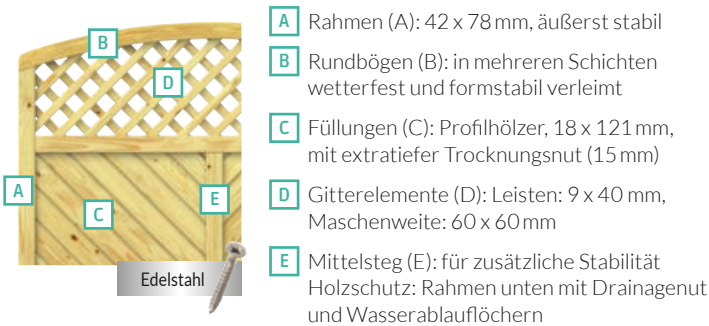 B
D
A
C
E
Edelstahl
A Rahmen (A): 42 x 78 mm, äußerst stabil
B Rundbögen (B): in mehreren Schichten
wetterfest und formstabil verleimt
C Füllungen (C): Profilhölzer, 18 x 121 mm,
mit extratiefer Trocknungsnut (15 mm)
D Gitterelemente (D): Leisten: 9 x 40 mm,
Maschenweite: 60 x 60 mm
E Mittelsteg (E): für zusätzliche Stabilität
Holzschutz: Rahmen unten mit Drainagenut
und Wasserablauflöchern